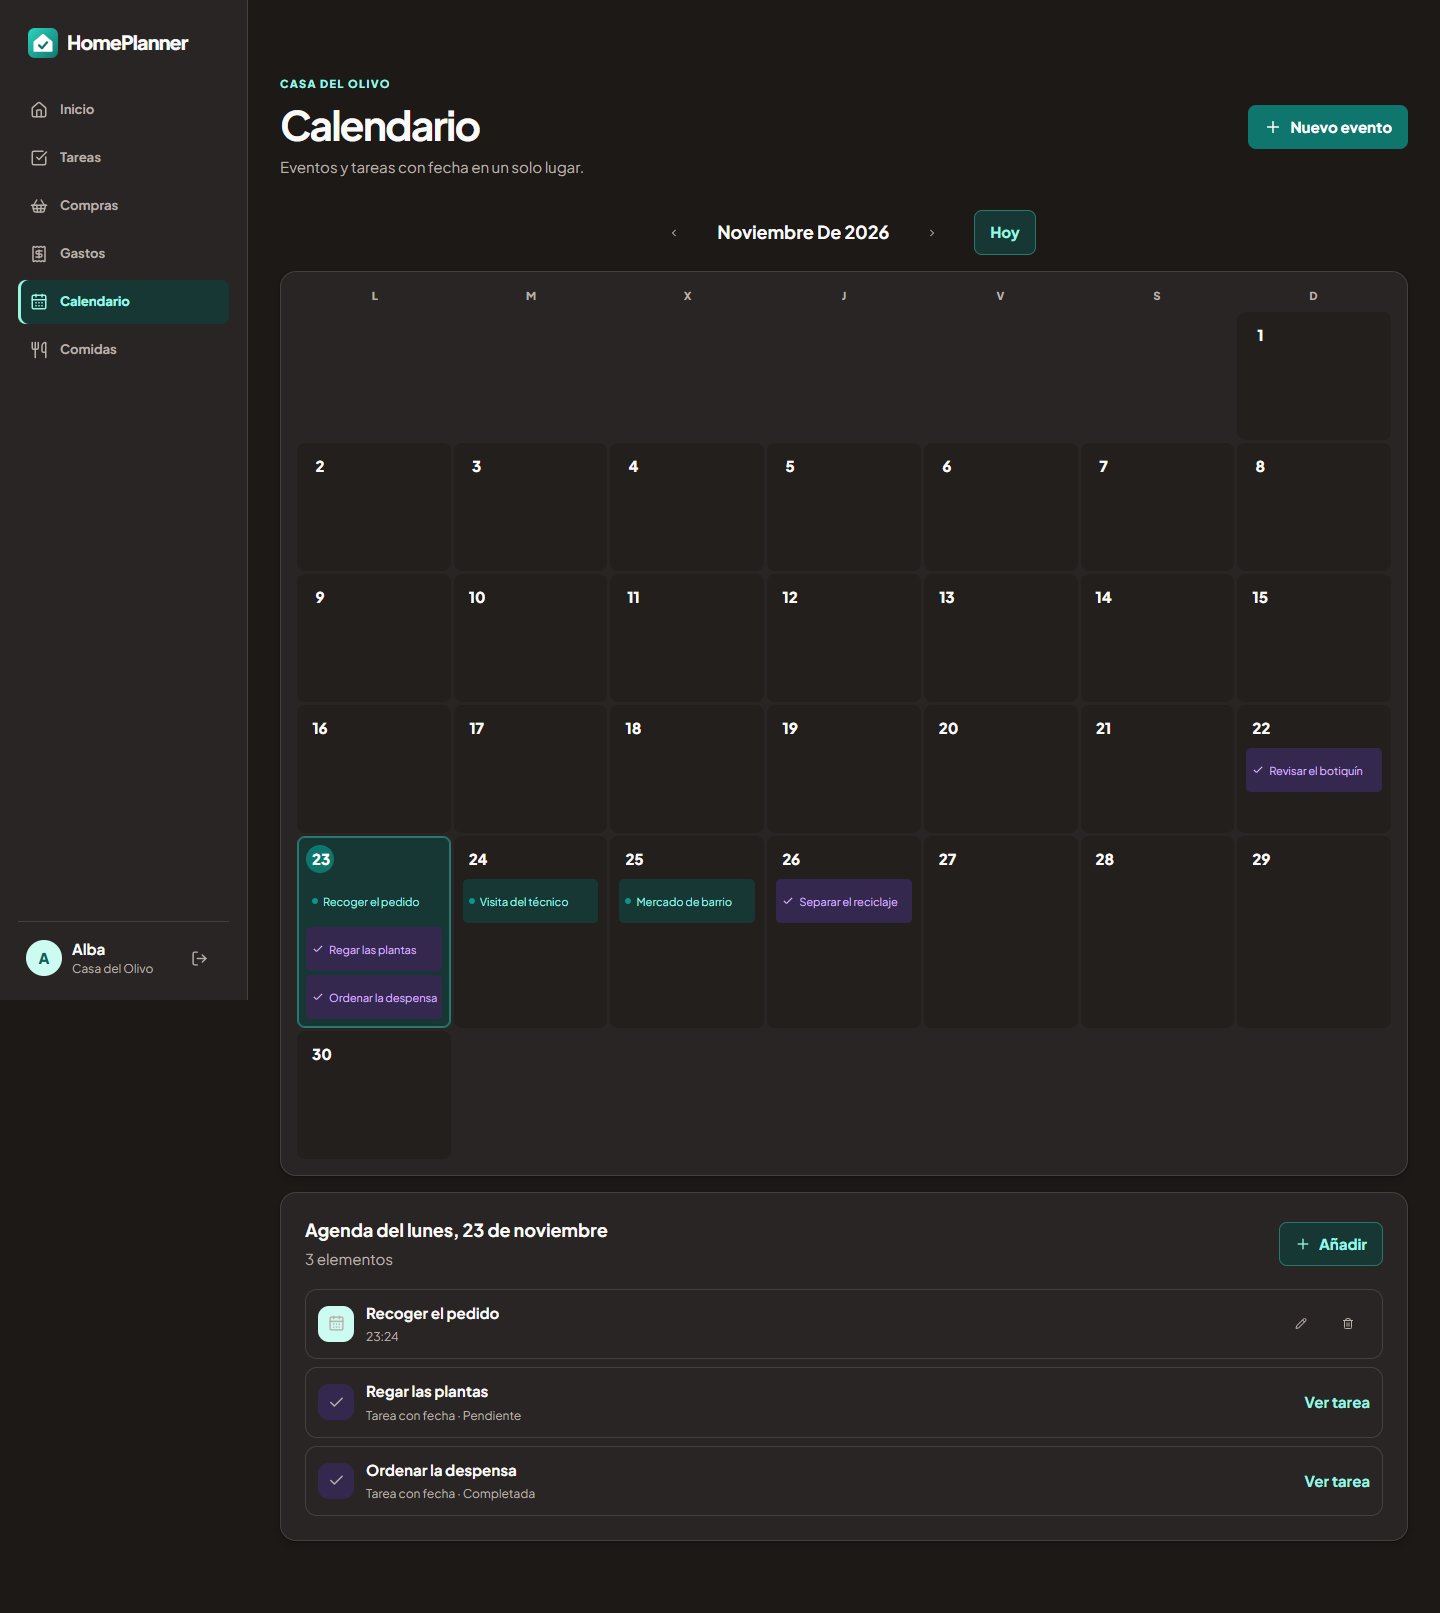 HomePlanner
Inicio
Tareas
Compras
Gastos
Calendario
Comidas
A
Alba
Casa del Olivo
CASA DEL OLIVO
Calendario
Eventos y tareas con fecha en un solo lugar.
Nuevo evento
Noviembre De 2026
Hoy
L M X J V S D
1
2 3 4 5 6 7 8
9 10 11 12 13 14 15
16 17 18 19 20 21 22
Revisar el botiquín
23 24 25 26 27 28 29
Recoger el pedido Visita del técnico Mercado de barrio Separar el reciclaje
Regar las plantas
Ordenar la despensa
30
Agenda del lunes, 23 de noviembre
3 elementos
Añadir
Recoger el pedido
23:24
Regar las plantas
Tarea con fecha · Pendiente
Ver tarea
Ordenar la despensa
Tarea con fecha · Completada
Ver tarea